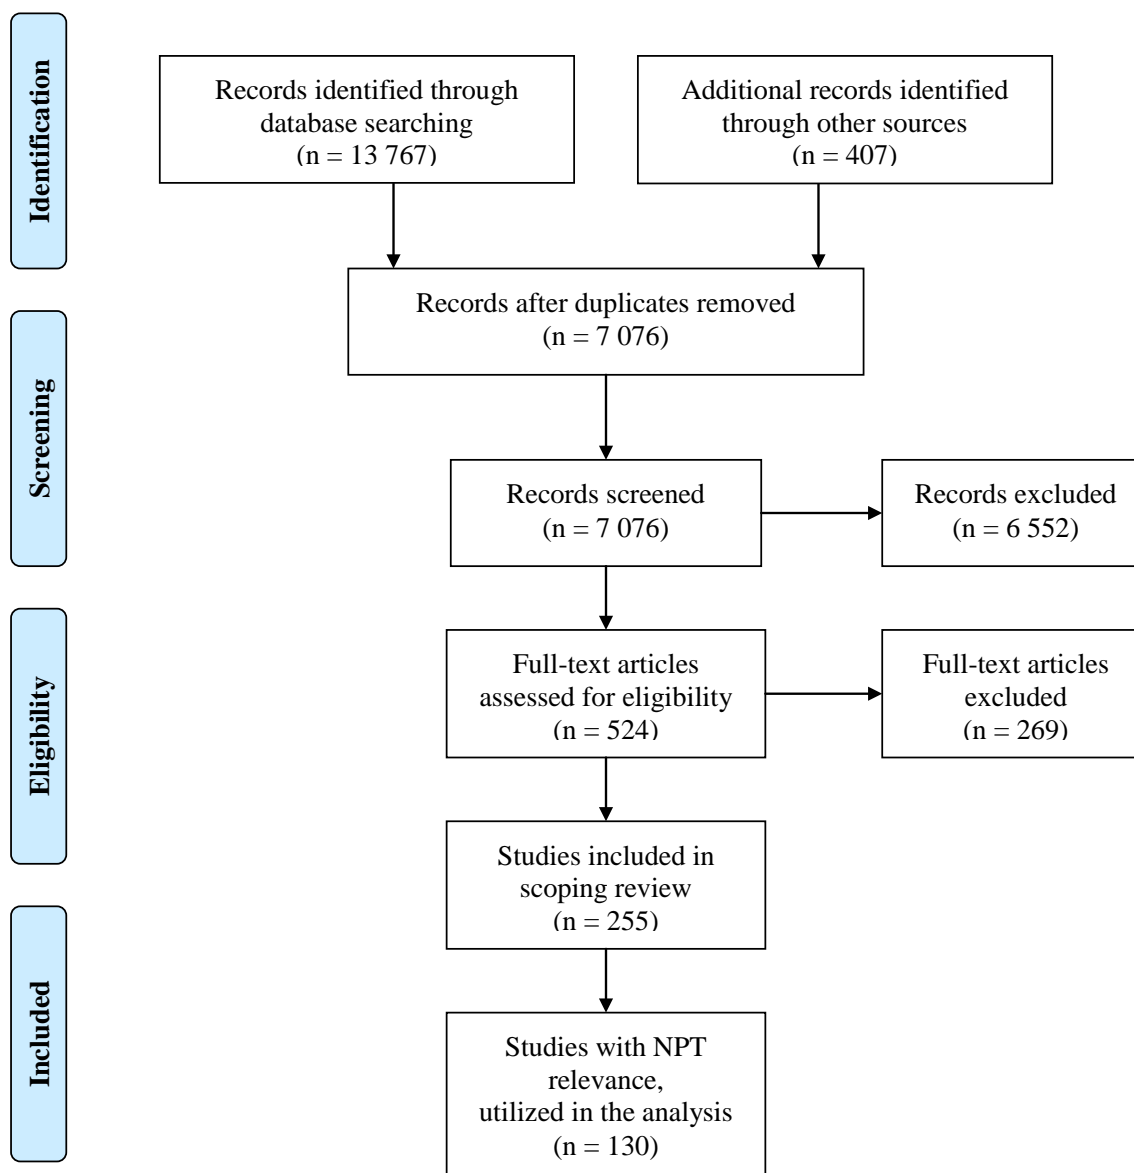 Identification
Records identified through
database searching
(n = 13 767)
Additional records identified
through other sources
(n = 407)
Records after duplicates removed
(n = 7 076)
Screening
Records screened
(n = 7 076)
Records excluded
(n = 6 552)
Eligibility
Full-text articles
assessed for eligibility
(n = 524)
Full-text articles
excluded
(n = 269)
Studies included in
scoping review
(n = 255)
Included
Studies with NPT
relevance,
utilized in the analysis
(n = 130)